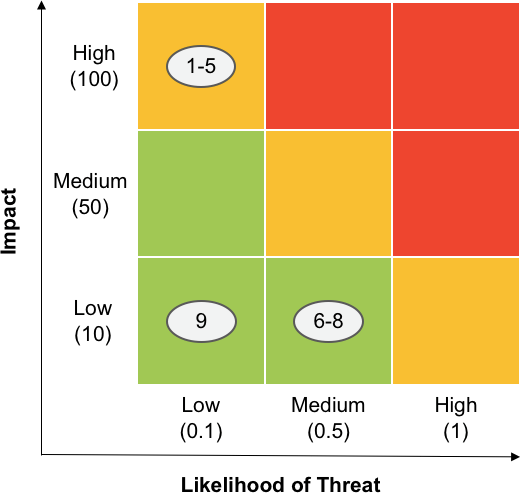 High
(100)
1-5
Medium
(50)
Impact
Low
(10)
9
6-8
Low
(0.1)
Medium
(0.5)
High
(1)
Likelihood of Threat